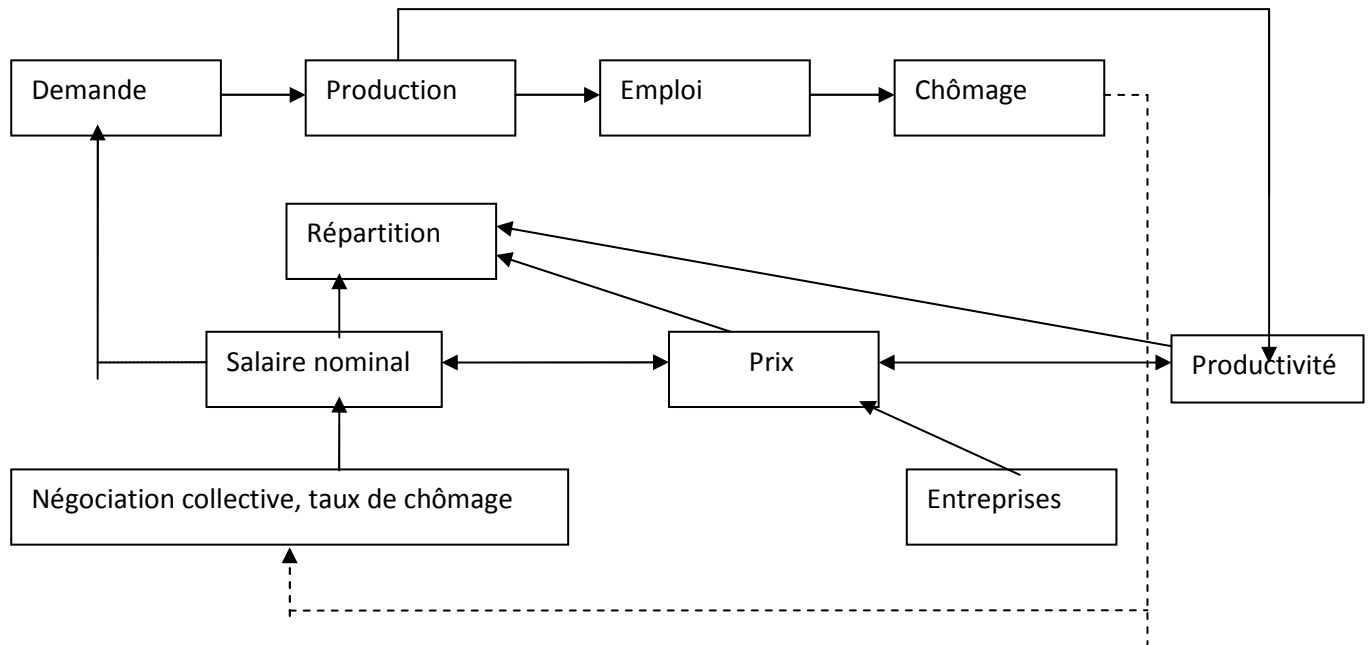 Demande
Production
Emploi
Chômage
Répartition
Salaire nominal
Prix
Productivité
Négociation collective, taux de chômage
Entreprises